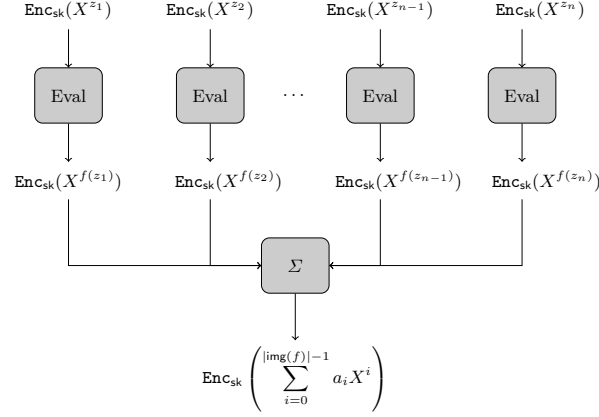 Enc_sk(X^{z_1}) Enc_sk(X^{z_2}) Enc_sk(X^{z_{n−1}}) Enc_sk(X^{z_n})
Eval Eval ... Eval Eval
Enc_sk(X^{f(z_1)}) Enc_sk(X^{f(z_2)}) Enc_sk(X^{f(z_{n−1})}) Enc_sk(X^{f(z_n)})
Σ
Enc_sk(∑_{i=0}^{|img(f)|−1} a_i X^i)